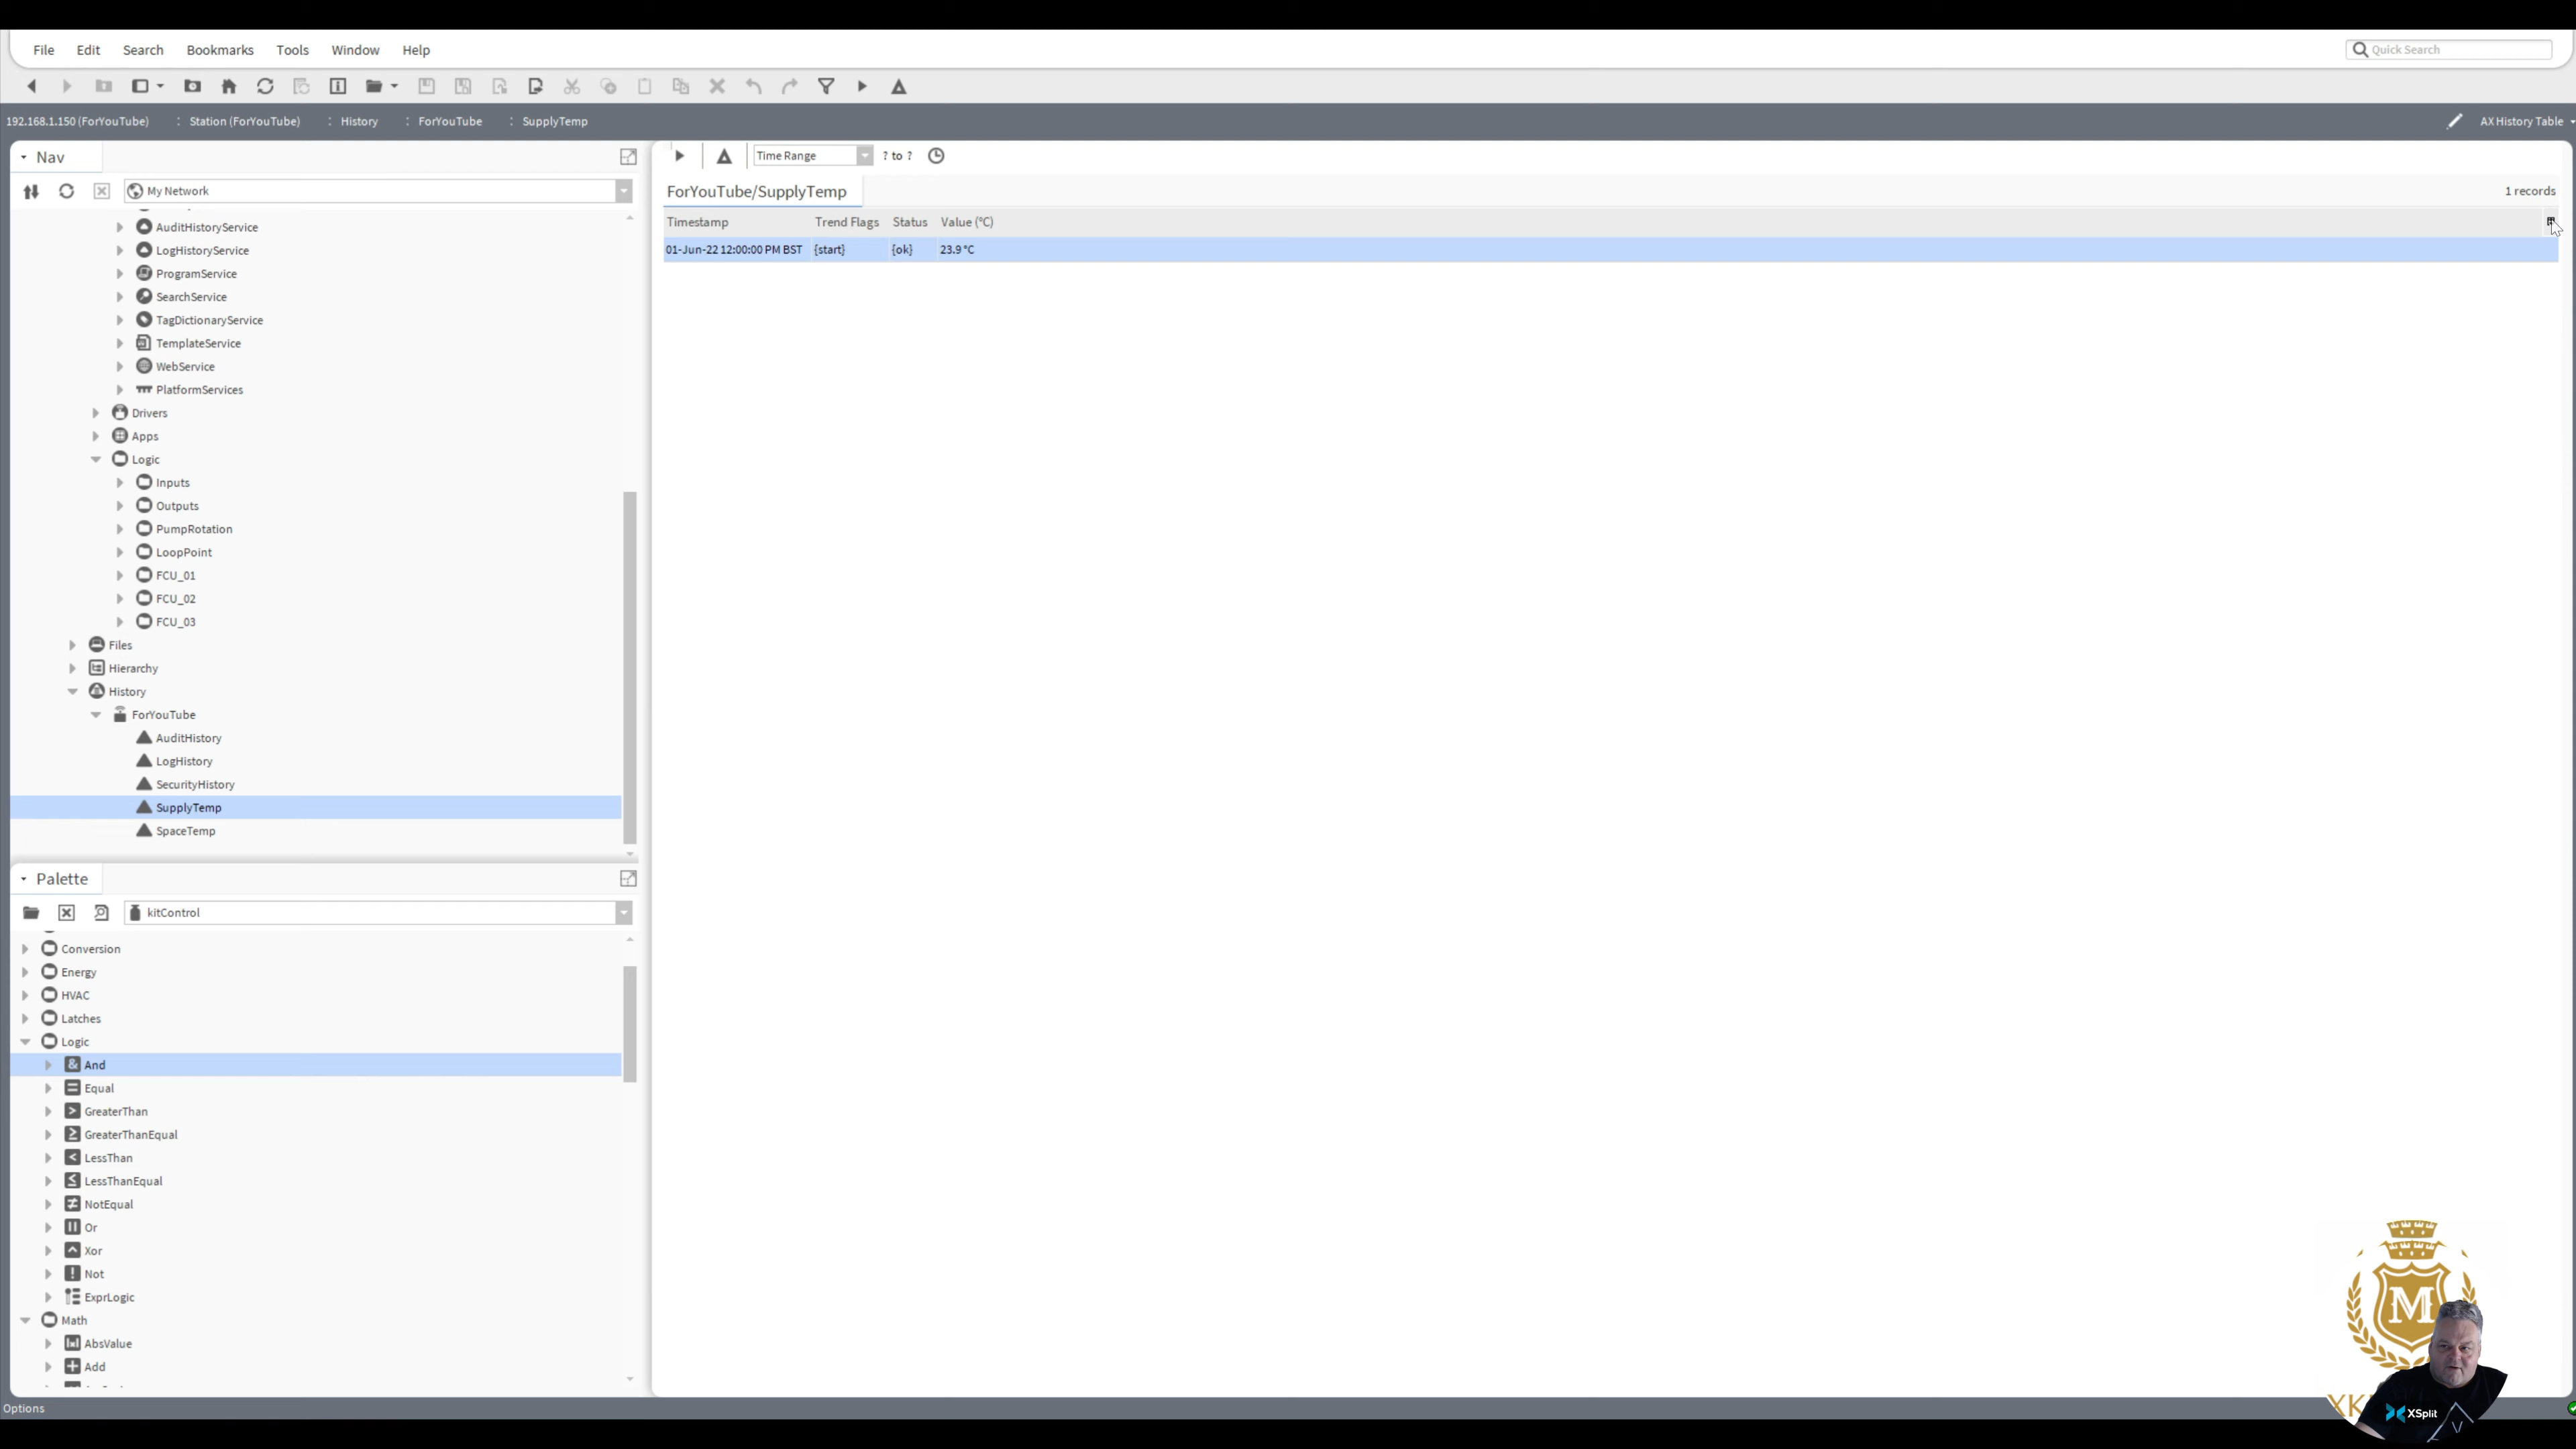 File Edit Search Bookmarks Tools Window Help
Quick Search
192.168.1.150 (ForYouTube) : Station (ForYouTube) : History : ForYouTube : SupplyTemp
AX History Table
Nav
My Network
AuditHistoryService
LogHistoryService
ProgramService
SearchService
TagDictionaryService
TemplateService
WebService
PlatformServices
Drivers
Apps
Logic
Inputs
Outputs
PumpRotation
LoopPoint
FCU_01
FCU_02
FCU_03
Files
Hierarchy
History
ForYouTube
AuditHistory
LogHistory
SecurityHistory
SupplyTemp
SpaceTemp
Palette
kitControl
Conversion
Energy
HVAC
Latches
Logic
And
Equal
GreaterThan
GreaterThanEqual
LessThan
LessThanEqual
NotEqual
Or
Xor
Not
ExprLogic
Math
AbsValue
Add
Options
Time Range ? to ?
ForYouTube/SupplyTemp
1 records
Timestamp Trend Flags Status Value (°C)
01-Jun-22 12:00:00 PM BST {start} {ok} 23.9 °C
M
XSplit